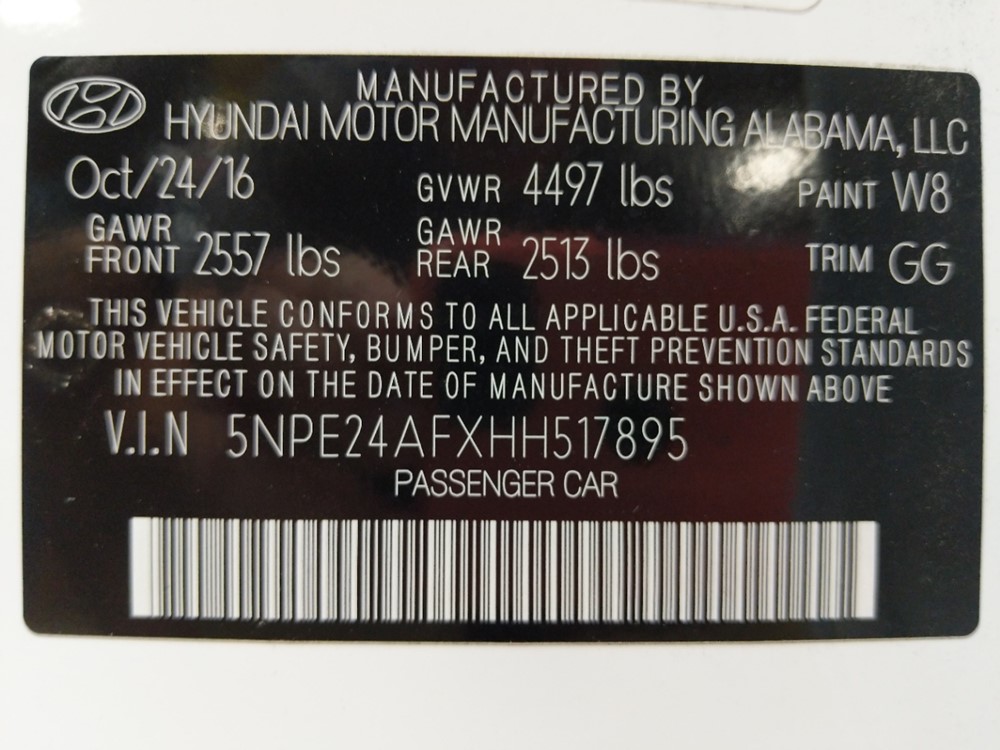 MANUFACTURED BY
HYUNDAI MOTOR MANUFACTURING ALABAMA, LLC
Oct/24/16 GVWR 4497 lbs PAINT W8
GAWR FRONT 2557 lbs GAWR REAR 2513 lbs TRIM GG
THIS VEHICLE CONFORMS TO ALL APPLICABLE U.S.A. FEDERAL
MOTOR VEHICLE SAFETY, BUMPER, AND THEFT PREVENTION STANDARDS
IN EFFECT ON THE DATE OF MANUFACTURE SHOWN ABOVE
V.I.N 5NPE24AFXHH517895
PASSENGER CAR